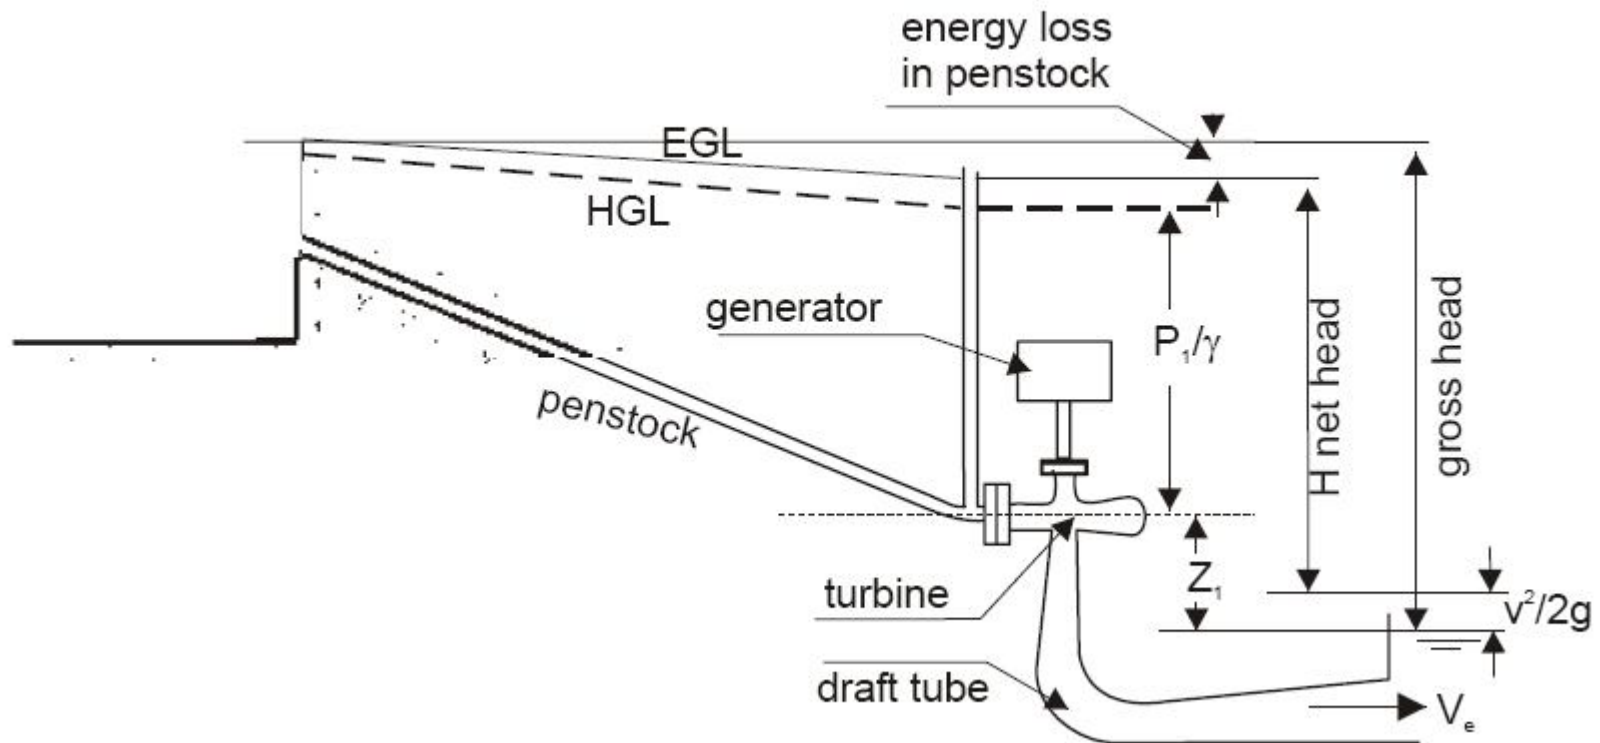 energy loss
in penstock
EGL
HGL
generator
P₁/γ
H net head
gross head
penstock
turbine
Z₁
v²/2g
draft tube
Vₑ